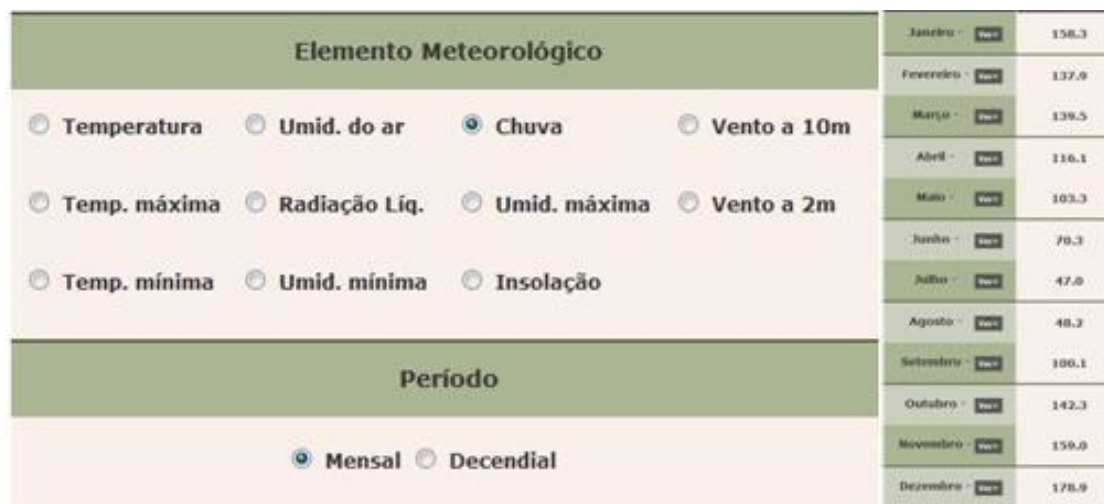 Elemento Meteorológico
Temperatura Umid. do ar Chuva Vento a 10m
Temp. máxima Radiação Líq. Umid. máxima Vento a 2m
Temp. mínima Umid. mínima Insolação
Período
Mensal Decendial
Janeiro - 158.3
Fevereiro - 137.9
Março - 139.5
Abril - 116.1
Maio - 103.3
Junho - 70.3
Julho - 47.0
Agosto - 48.2
Setembro - 100.1
Outubro - 142.3
Novembro - 159.0
Dezembro - 178.9